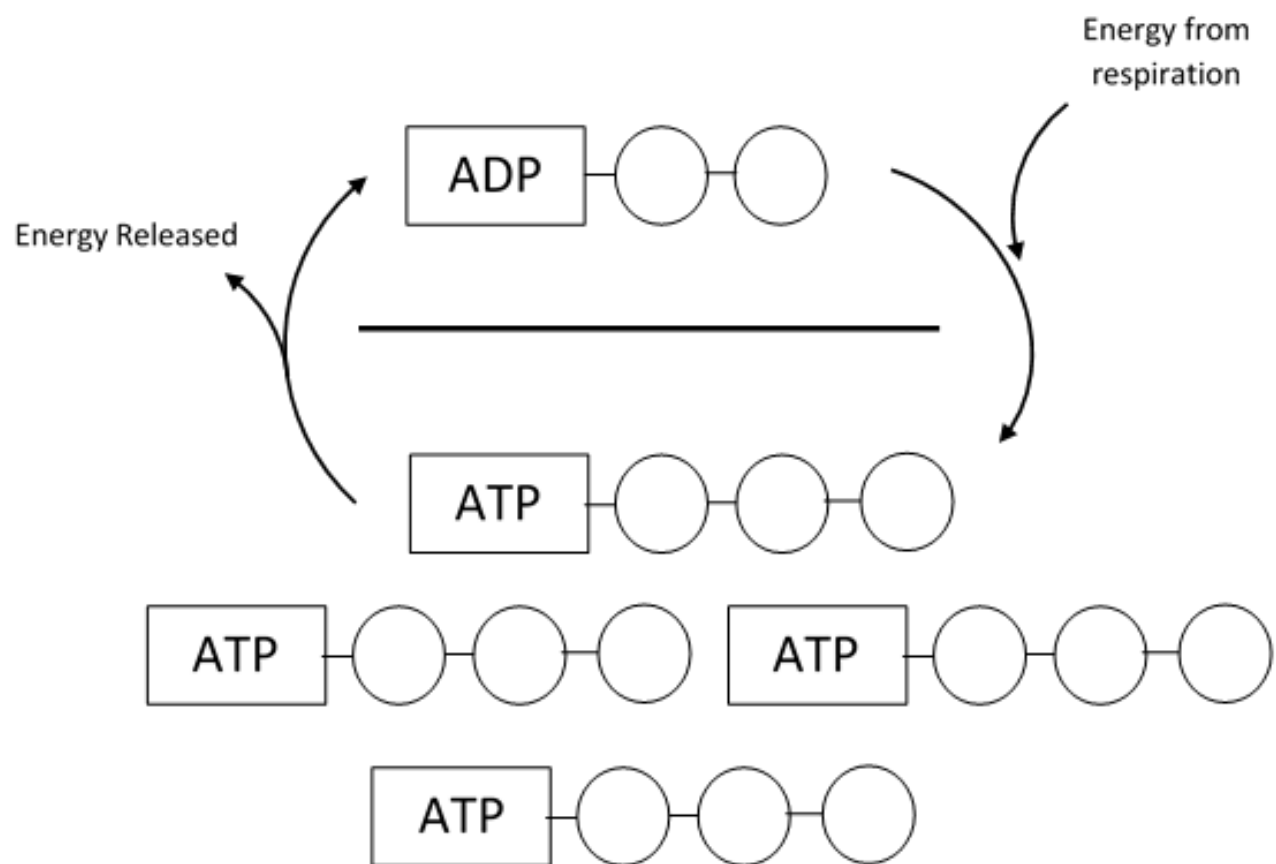 Energy from
respiration
ADP
Energy Released
ATP
ATP
ATP
ATP